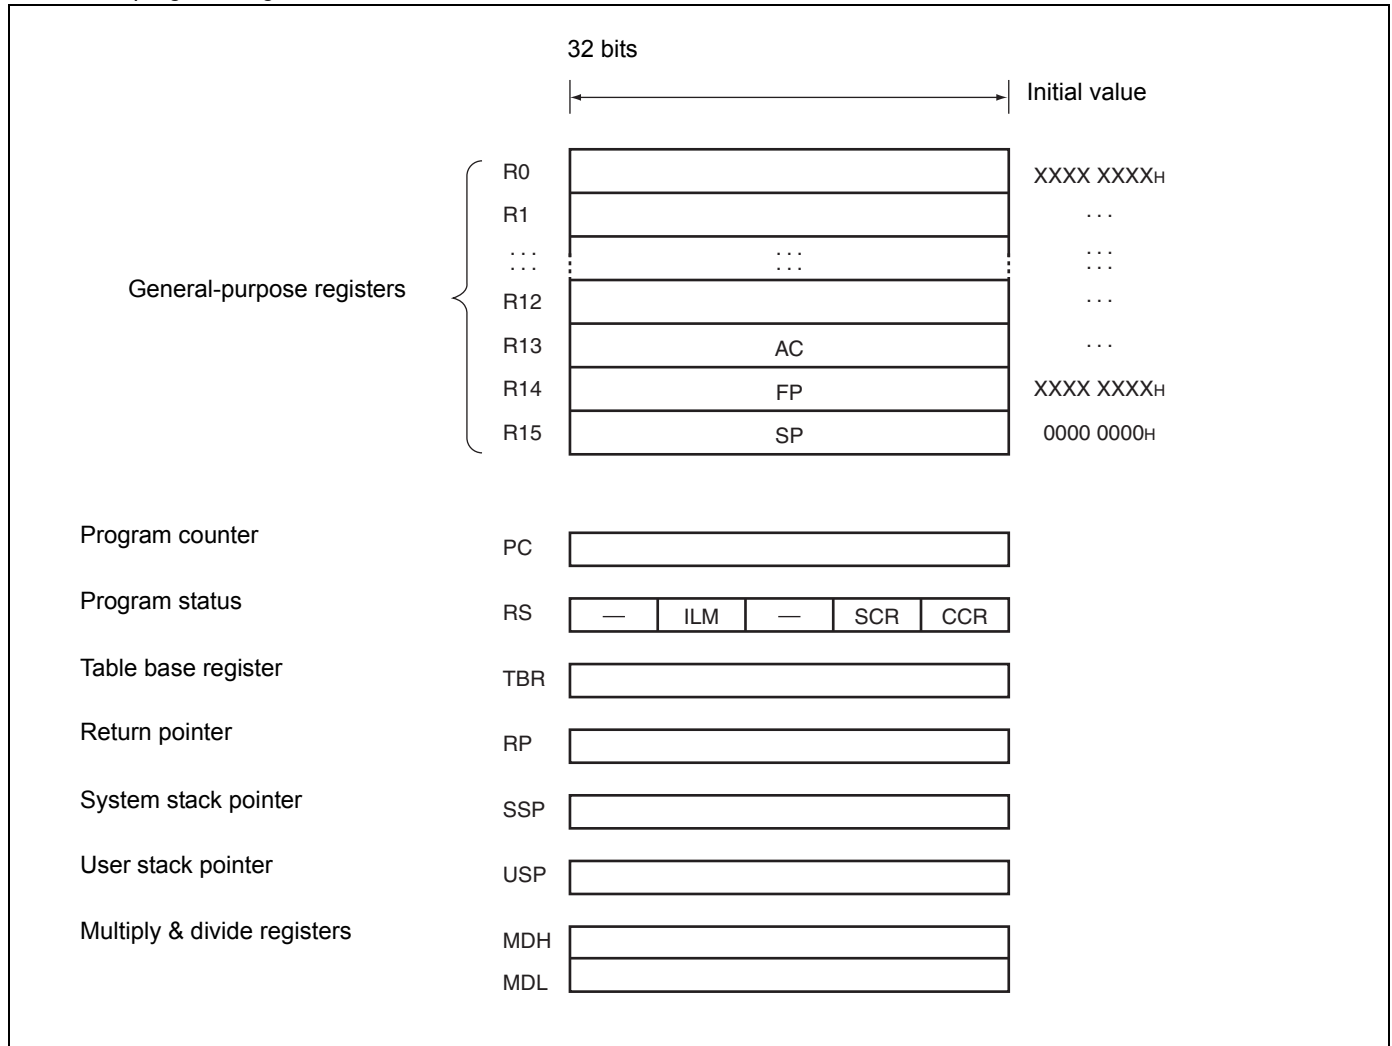 32 bits
Initial value
R0 XXXX XXXXH
R1 ...
... ... ...
... ... ...
General-purpose registers
R12 ...
R13 AC ...
R14 FP XXXX XXXXH
R15 SP 0000 0000H
Program counter PC
Program status RS — ILM — SCR CCR
Table base register TBR
Return pointer RP
System stack pointer SSP
User stack pointer USP
Multiply & divide registers MDH
MDL